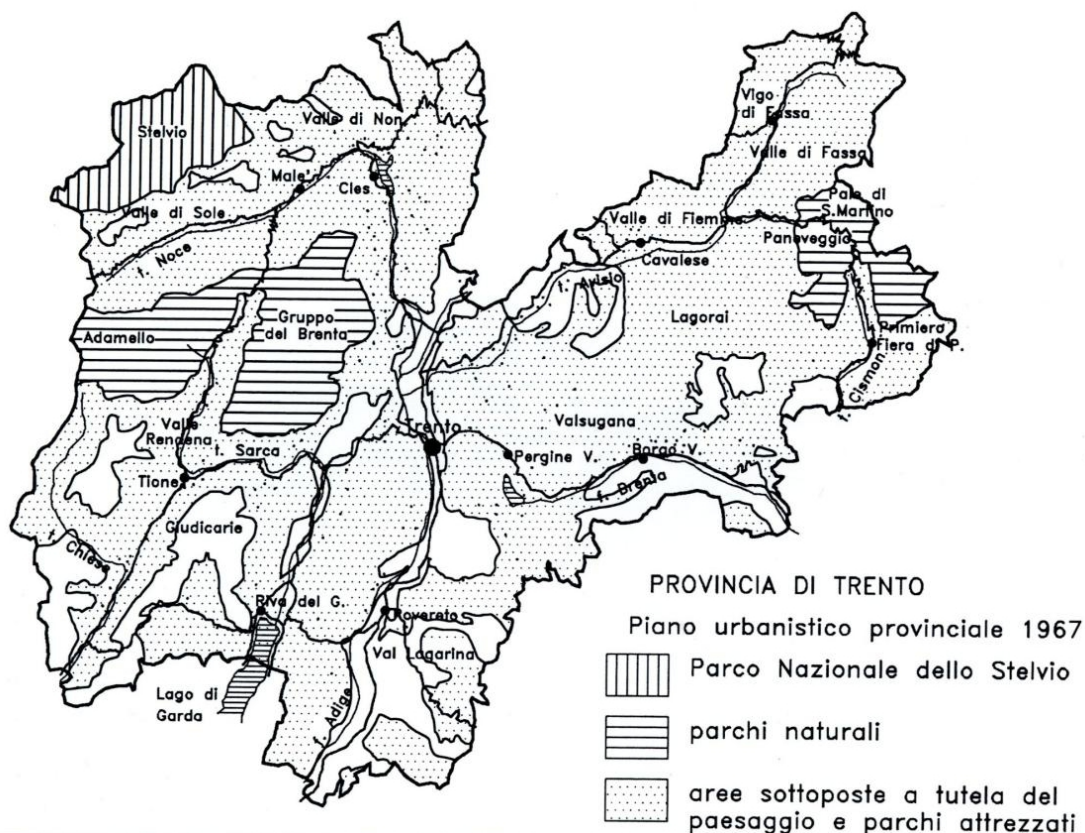 Vigo
di Fassa
Valle di Non
Stelvio
Valle di Fassa
Male'
Cles
Pale di
S.Martino
Valle di Sole
Valle di Fiemme
Paneveggio
t. Noce
Cavalese
t. Avisio
Lagorai
Gruppo
del Brenta
Adamello
Primiero
Fiera di P.
t. Cismon
Valle
Rendena
Trento
Valsugana
t. Sarca
Pergine V.
Borgo V.
Tione
f. Brenta
Giudicarie
t. Chiese
Riva del G.
Rovereto
Val Lagarina
Lago di
Garda
f. Adige
PROVINCIA DI TRENTO
Piano urbanistico provinciale 1967
Parco Nazionale dello Stelvio
parchi naturali
aree sottoposte a tutela del
paesaggio e parchi attrezzati